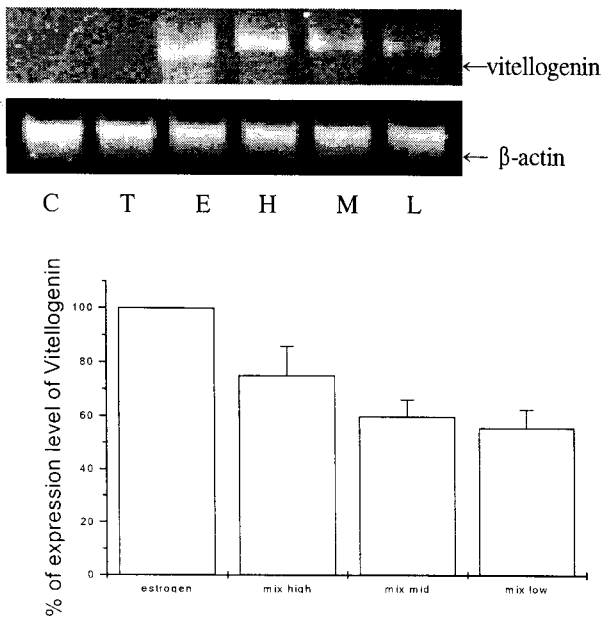 ←vitellogenin
← β-actin
C T E H M L
% of expression level of Vitellogenin
100
80
60
40
20
0
estrogen mix high mix mid mix low